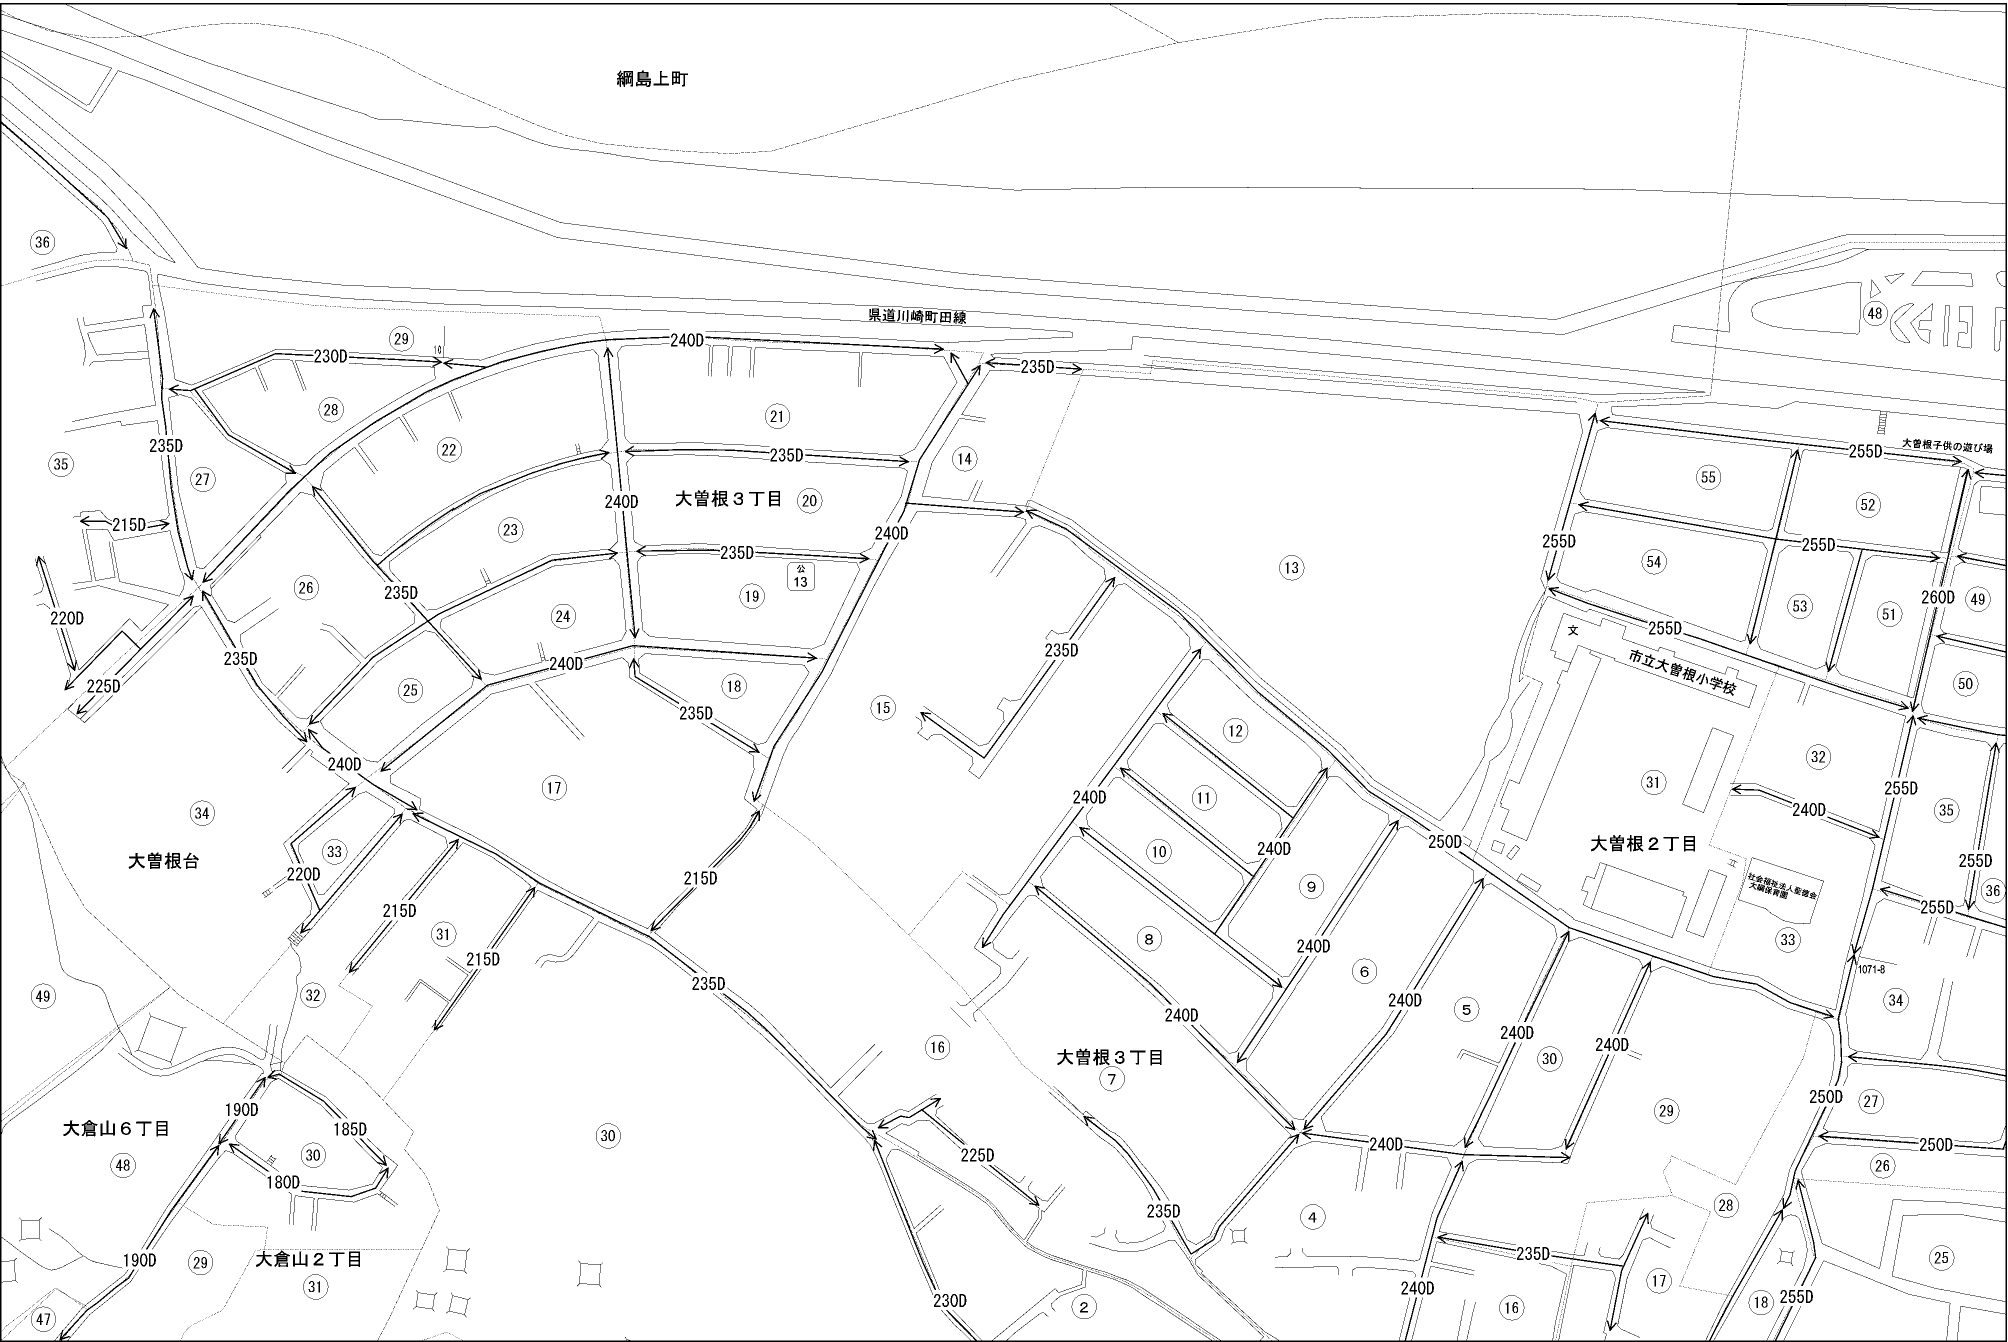 綱島上町
36
県道川崎町田線
48
29
10
230D
240D
235D
28
21
22
235D
14
35
27
235D
大曽根子供の遊び場
255D
55
52
大曽根3丁目
20
240D
215D
23
240D
235D
公
13
255D
255D
13
54
26
235D
19
260D
49
53
51
220D
24
文
255D
235D
235D
240D
市立大曽根小学校
225D
25
18
50
235D
15
12
32
240D
17
31
255D
240D
11
35
240D
34
250D
大曽根2丁目
大曽根台
33
10
240D
255D
220D
215D
9
社会福祉法人聖徳会
大綱保育園
36
215D
31
8
240D
255D
33
215D
6
1071-8
49
32
235D
240D
34
240D
5
240D
240D
16
大曽根3丁目
30
7
190D
250D
27
29
185D
大倉山6丁目
30
30
240D
250D
48
225D
26
180D
235D
4
28
190D
29
大倉山2丁目
235D
25
31
17
240D
230D
2
16
18
255D
47